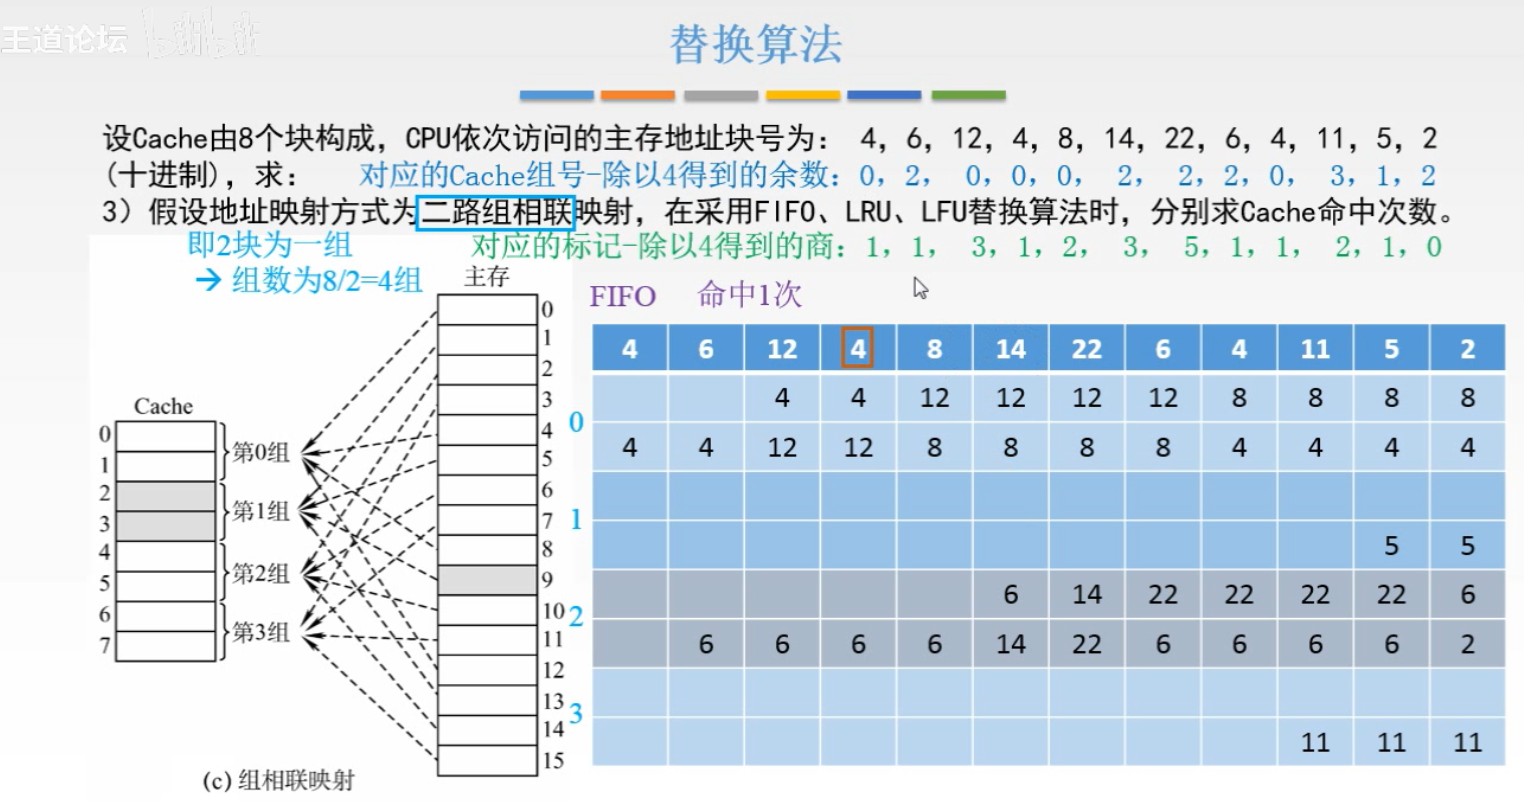 王道论坛 bilibili
替换算法
设Cache由8个块构成，CPU依次访问的主存地址块号为： 4，6，12，4，8，14，22，6，4，11，5，2
(十进制)，求： 对应的Cache组号-除以4得到的余数：0，2， 0，0，0， 2， 2，2，0， 3，1，2
3）假设地址映射方式为二路组相联映射，在采用FIFO、LRU、LFU替换算法时，分别求Cache命中次数。
即2块为一组 对应的标记-除以4得到的商：1，1， 3，1，2， 3， 5，1，1， 2，1，0
→ 组数为8/2=4组
主存
0
1
2
3
4
5
6
7
8
9
10
11
12
13
14
15
Cache
0
1
2
3
4
5
6
7
第0组
第1组
第2组
第3组
(c) 组相联映射
FIFO 命中1次
4 6 12 4 8 14 22 6 4 11 5 2
4 4 12 12 12 12 8 8 8 8
0
4 4 12 12 8 8 8 8 4 4 4 4
1
5 5
6 14 22 22 22 22 6
2
6 6 6 6 14 22 6 6 6 6 2
3
11 11 11